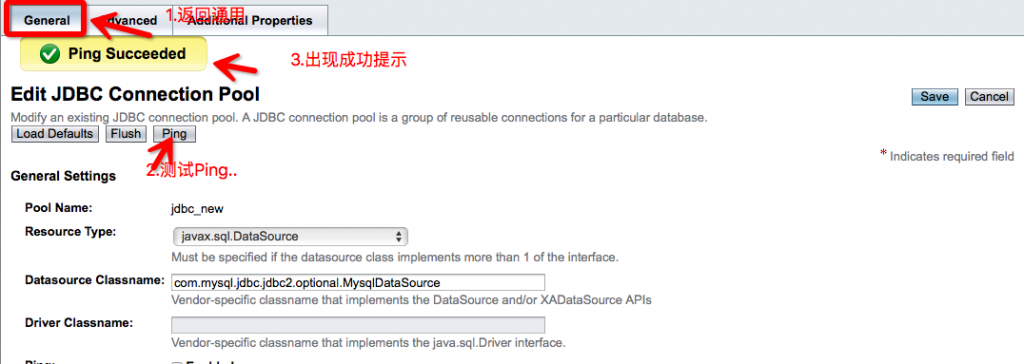 General
Advanced
Additional Properties
1.返回通用
Ping Succeeded
3.出现成功提示
Edit JDBC Connection Pool
Save Cancel
Modify an existing JDBC connection pool. A JDBC connection pool is a group of reusable connections for a particular database.
Load Defaults Flush Ping
2.测试Ping..
* Indicates required field
General Settings
Pool Name: jdbc_new
Resource Type: javax.sql.DataSource
Must be specified if the datasource class implements more than 1 of the interface.
Datasource Classname: com.mysql.jdbc.jdbc2.optional.MysqlDataSource
Vendor-specific classname that implements the DataSource and/or XADataSource APIs
Driver Classname:
Vendor-specific classname that implements the java.sql.Driver interface.
Ping: Enabled